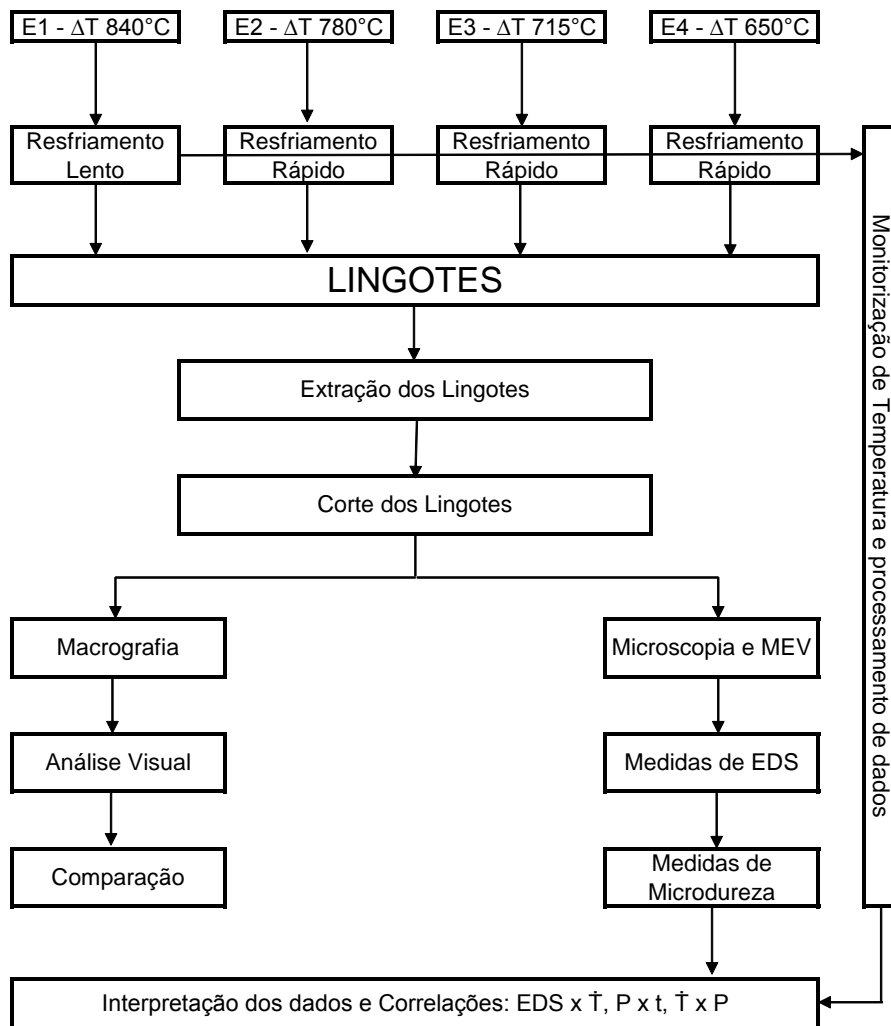 E1 - ΔT 840°C
E2 - ΔT 780°C
E3 - ΔT 715°C
E4 - ΔT 650°C
Resfriamento
Lento
Resfriamento
Rápido
Resfriamento
Rápido
Resfriamento
Rápido
Monitorização de Temperatura e processamento de dados
LINGOTES
Extração dos Lingotes
Corte dos Lingotes
Macrografia
Microscopia e MEV
Análise Visual
Medidas de EDS
Comparação
Medidas de
Microdureza
Interpretação dos dados e Correlações: EDS x Ṫ, P x t, Ṫ x P